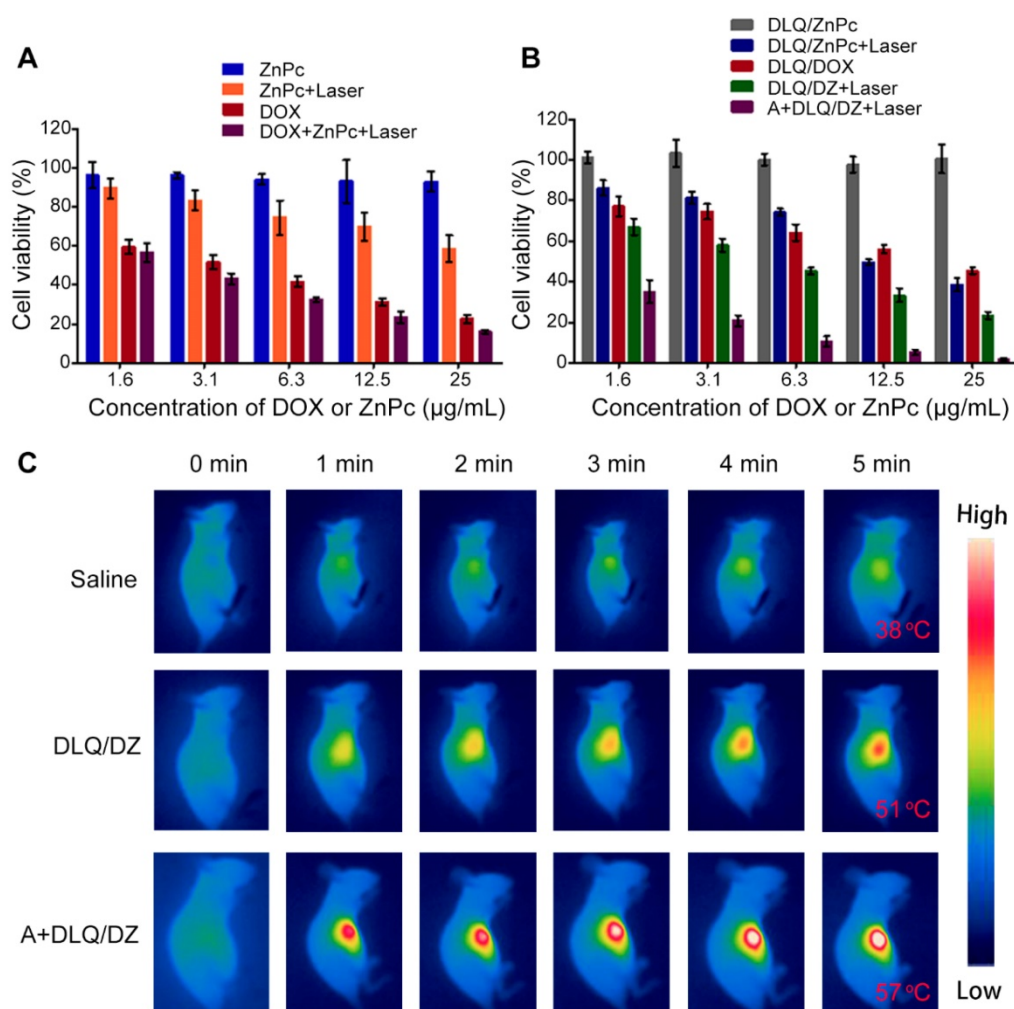 A
ZnPc
ZnPc+Laser
DOX
DOX+ZnPc+Laser
Cell viability (%)
120
100
80
60
40
20
0
1.6 3.1 6.3 12.5 25
Concentration of DOX or ZnPc (µg/mL)
B
DLQ/ZnPc
DLQ/ZnPc+Laser
DLQ/DOX
DLQ/DZ+Laser
A+DLQ/DZ+Laser
Cell viability (%)
120
100
80
60
40
20
0
1.6 3.1 6.3 12.5 25
Concentration of DOX or ZnPc (µg/mL)
C
0 min 1 min 2 min 3 min 4 min 5 min
Saline
38 °C
DLQ/DZ
51 °C
A+DLQ/DZ
57 °C
High
Low